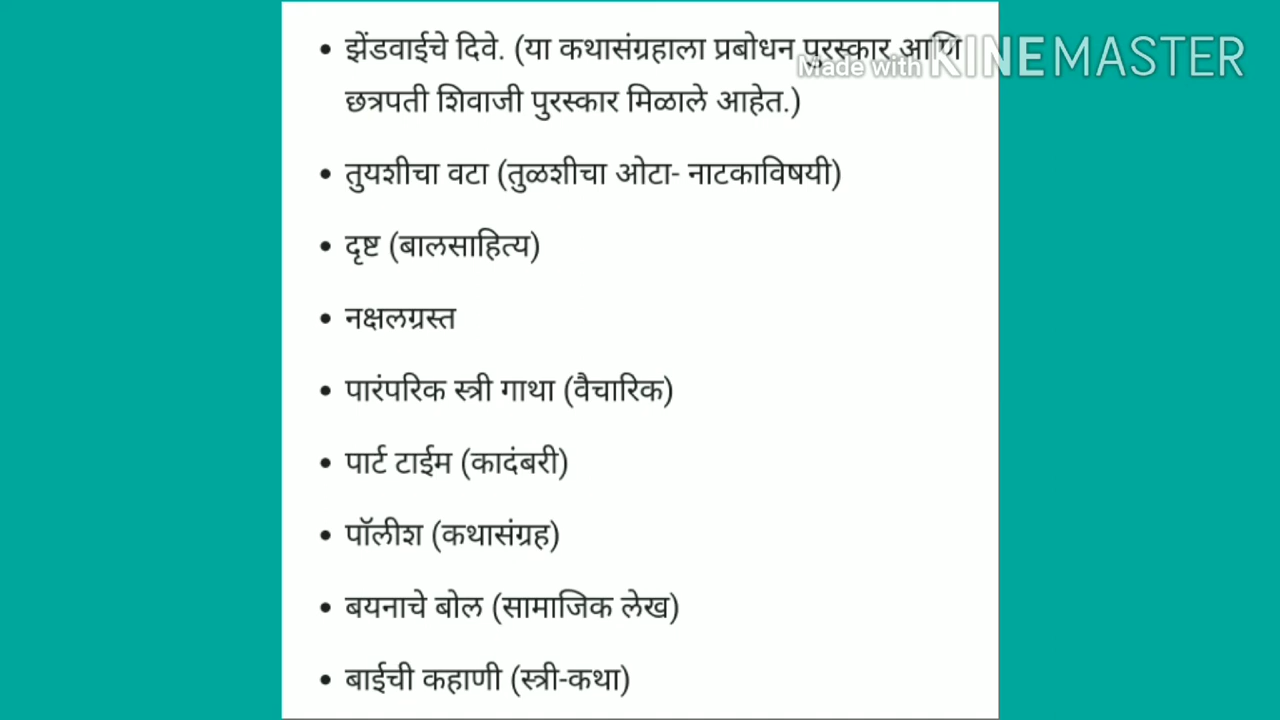 • झेंडवाईचे दिवे. (या कथासंग्रहाला प्रबोधन पुरस्कार आणि
Made with KINEMASTER
छत्रपती शिवाजी पुरस्कार मिळाले आहेत.)
• तुयशीचा वटा (तुळशीचा ओटा- नाटकाविषयी)
• दृष्ट (बालसाहित्य)
• नक्षलग्रस्त
• पारंपरिक स्त्री गाथा (वैचारिक)
• पार्ट टाईम (कादंबरी)
• पॉलीश (कथासंग्रह)
• बयनाचे बोल (सामाजिक लेख)
• बाईची कहाणी (स्त्री-कथा)